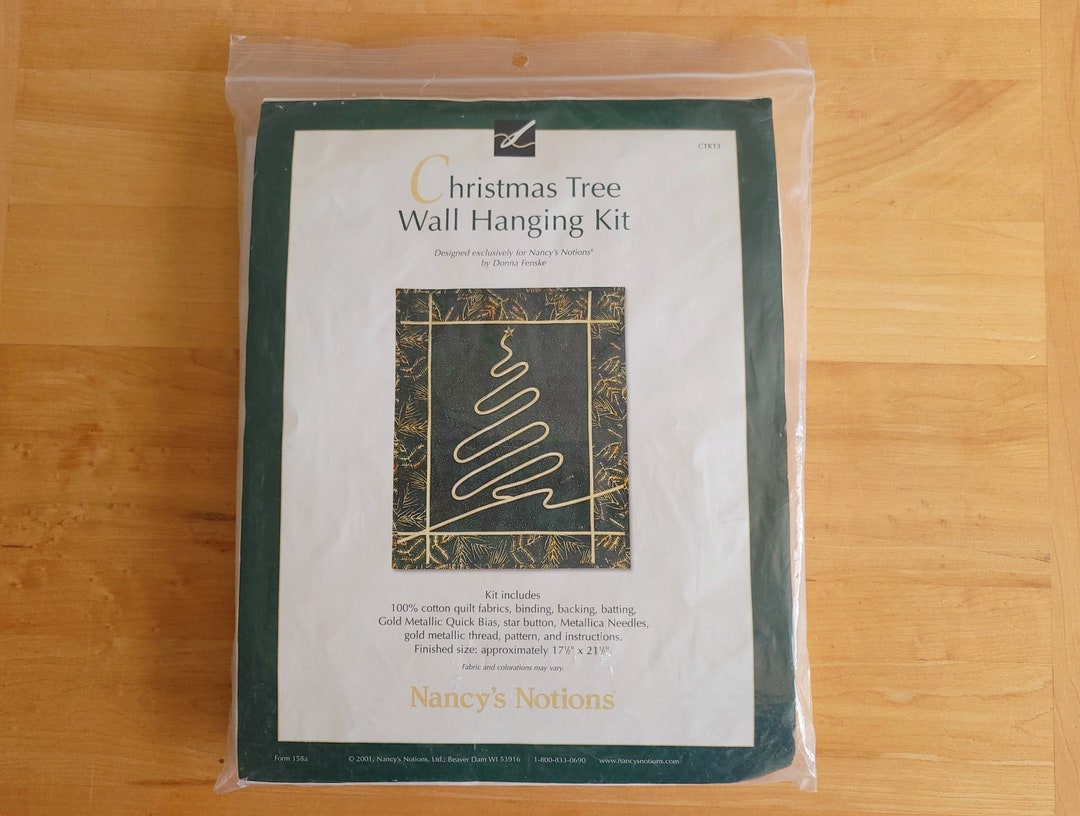 CTKT3
Christmas Tree
Wall Hanging Kit
Designed exclusively for Nancy's Notions®
by Donna Fenske
Kit includes
100% cotton quilt fabrics, binding, backing, batting,
Gold Metallic Quick Bias, star button, Metallica Needles,
gold metallic thread, pattern, and instructions.
Finished size: approximately 17½" x 21½".
Fabric and colorations may vary.
Nancy's Notions
Form 158a © 2001, Nancy's Notions, Ltd.; Beaver Dam WI 53916 1-800-833-0690 www.nancysnotions.com